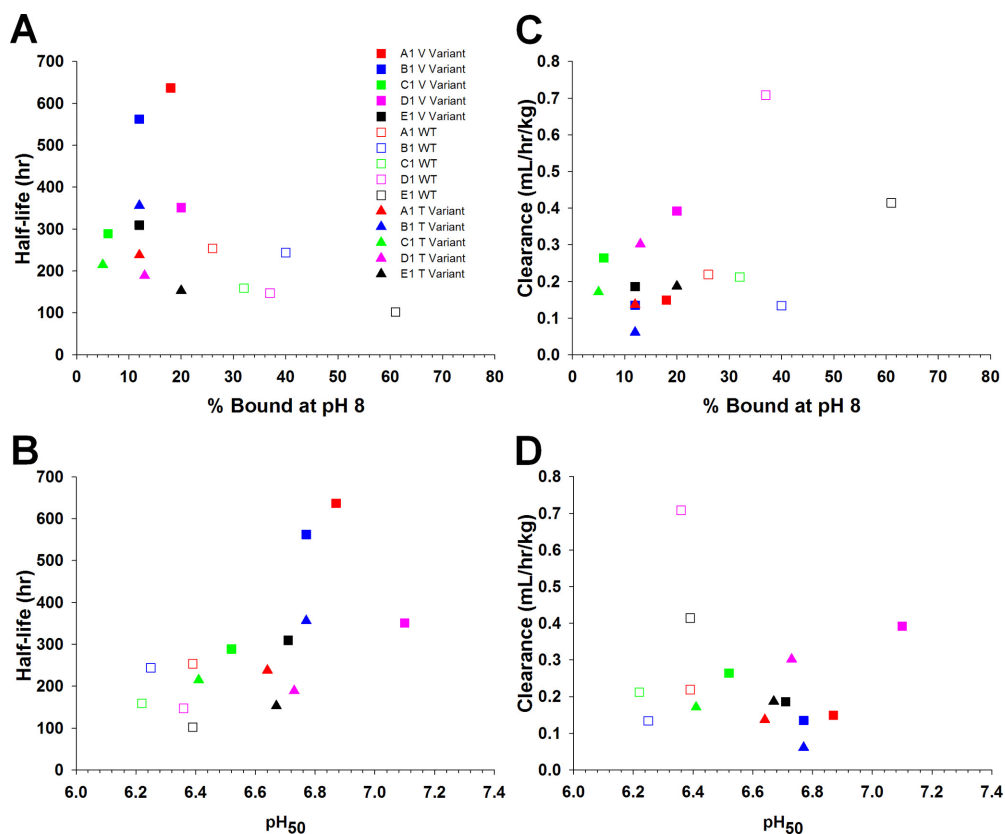 A
Half-life (hr)
700
600
500
400
300
200
100
0
0 10 20 30 40 50 60 70 80
% Bound at pH 8
A1 V Variant
B1 V Variant
C1 V Variant
D1 V Variant
E1 V Variant
A1 WT
B1 WT
C1 WT
D1 WT
E1 WT
A1 T Variant
B1 T Variant
C1 T Variant
D1 T Variant
E1 T Variant
C
Clearance (mL/hr/kg)
0.8
0.7
0.6
0.5
0.4
0.3
0.2
0.1
0.0
0 10 20 30 40 50 60 70 80
% Bound at pH 8
B
Half-life (hr)
700
600
500
400
300
200
100
0
6.0 6.2 6.4 6.6 6.8 7.0 7.2 7.4
pH50
D
Clearance (mL/hr/kg)
0.8
0.7
0.6
0.5
0.4
0.3
0.2
0.1
0.0
6.0 6.2 6.4 6.6 6.8 7.0 7.2 7.4
pH50